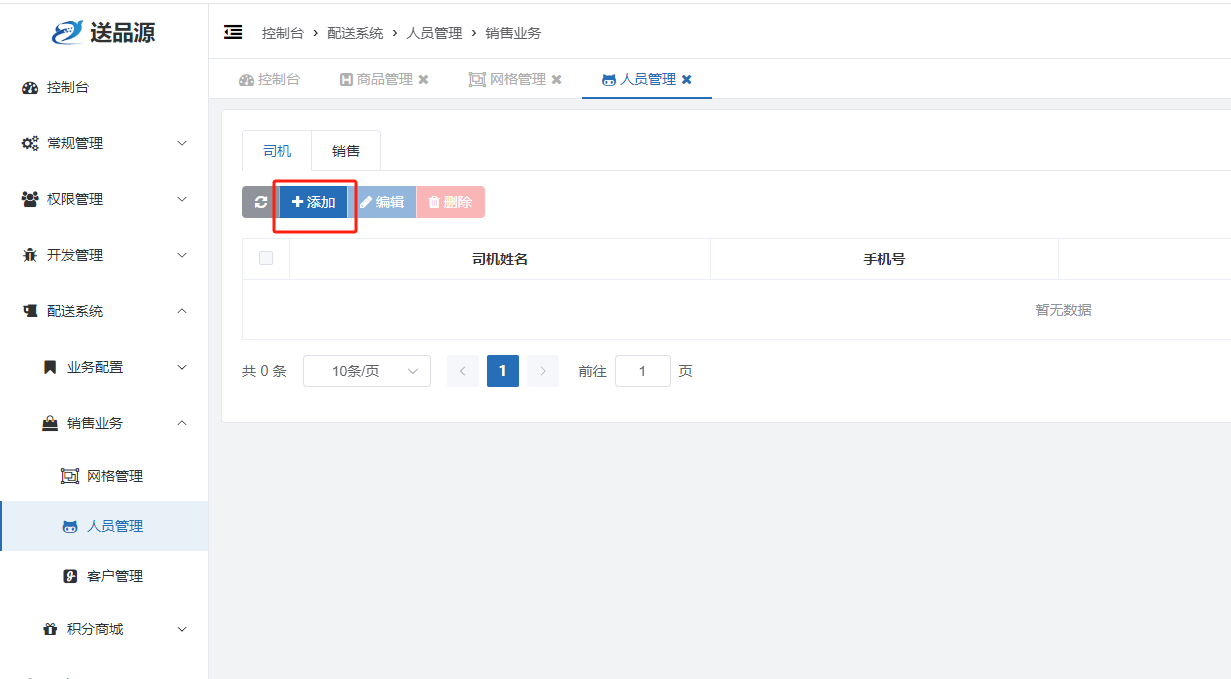 送品源
控制台
常规管理
权限管理
开发管理
配送系统
业务配置
销售业务
网格管理
人员管理
客户管理
积分商城
控制台 › 配送系统 › 人员管理 › 销售业务
控制台 商品管理 网格管理 人员管理
司机 销售
添加 编辑 删除
司机姓名 手机号
暂无数据
共 0 条 10条/页 1 前往 1 页